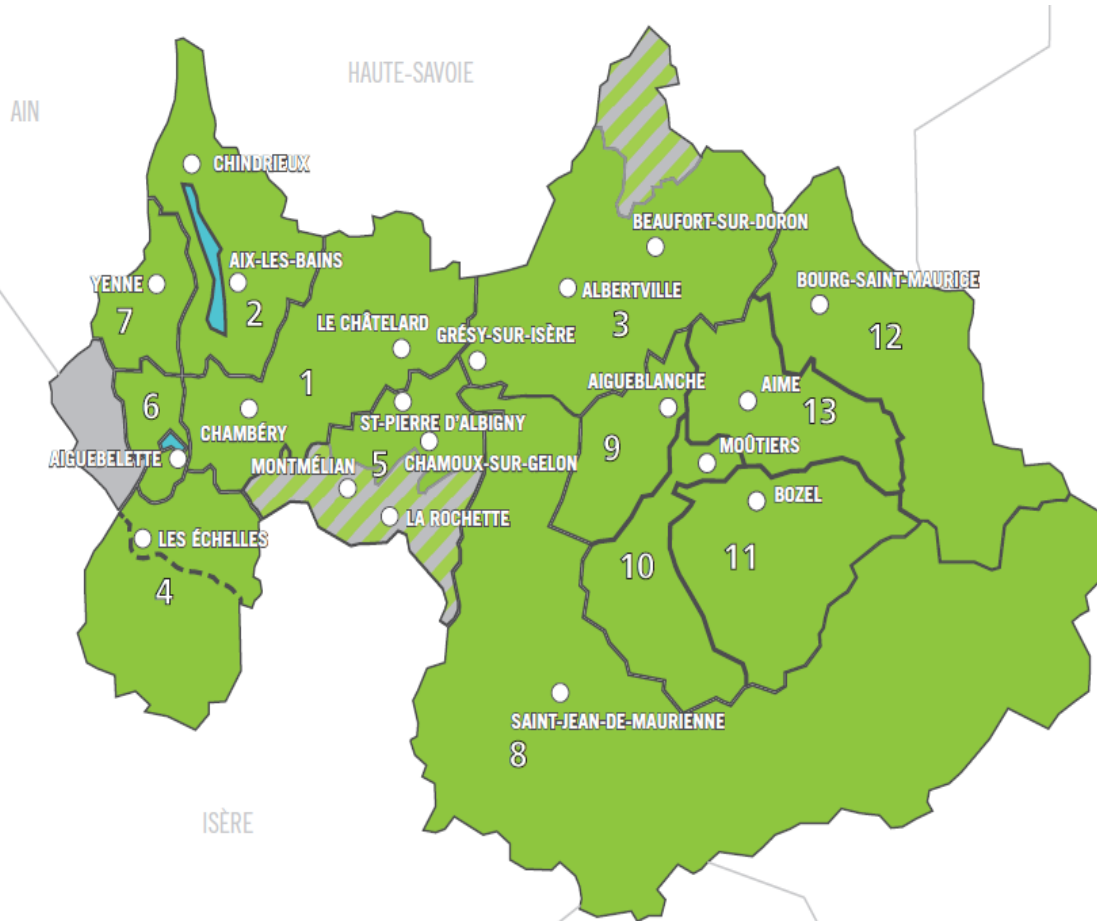 HAUTE-SAVOIE
AIN
CHINDRIEUX
BEAUFORT-SUR-DORON
AIX-LES-BAINS
YENNE
BOURG-SAINT-MAURICE
ALBERTVILLE
7
2
LE CHÂTELARD
3
GRÉSY-SUR-ISÈRE
12
1
AIGUEBLANCHE
AIME
6
13
CHAMBÉRY
ST-PIERRE D'ALBIGNY
MOÛTIERS
9
AIGUEBELETTE
MONTMÉLIAN
5
CHAMOUX-SUR-GELON
BOZEL
LA ROCHETTE
LES ÉCHELLES
11
10
4
SAINT-JEAN-DE-MAURIENNE
8
ISÈRE